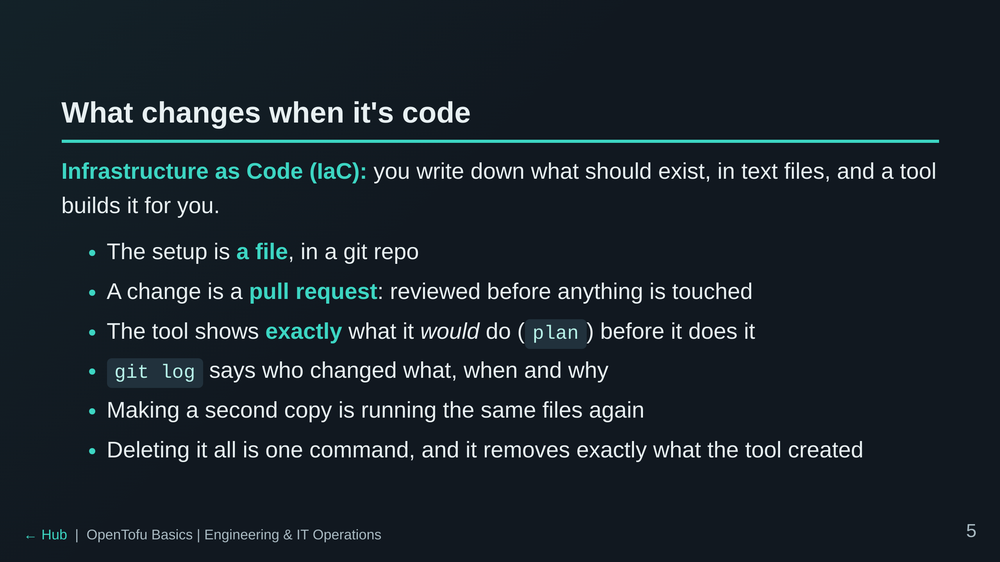 What changes when it's code
Infrastructure as Code (IaC): you write down what should exist, in text files, and a tool
builds it for you.
• The setup is a file, in a git repo
• A change is a pull request: reviewed before anything is touched
• The tool shows exactly what it would do (plan) before it does it
• git log says who changed what, when and why
• Making a second copy is running the same files again
• Deleting it all is one command, and it removes exactly what the tool created
← Hub | OpenTofu Basics | Engineering & IT Operations
5